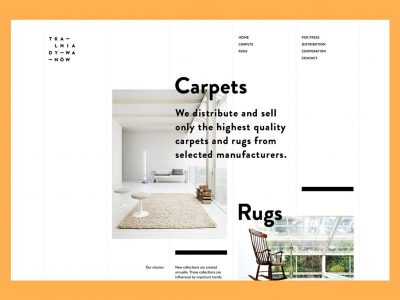 TKA—
—LNIA
DY—WA
—NÓW
HOME
CARPETS
RUGS
FOR PRESS
DISTRIBUTION
COOPERATION
CONTACT
Carpets
We distribute and sell
only the highest quality
carpets and rugs from
selected manufacturers.
Rugs
Our mission
New collections are created
annually. These collections are
influenced by important trends